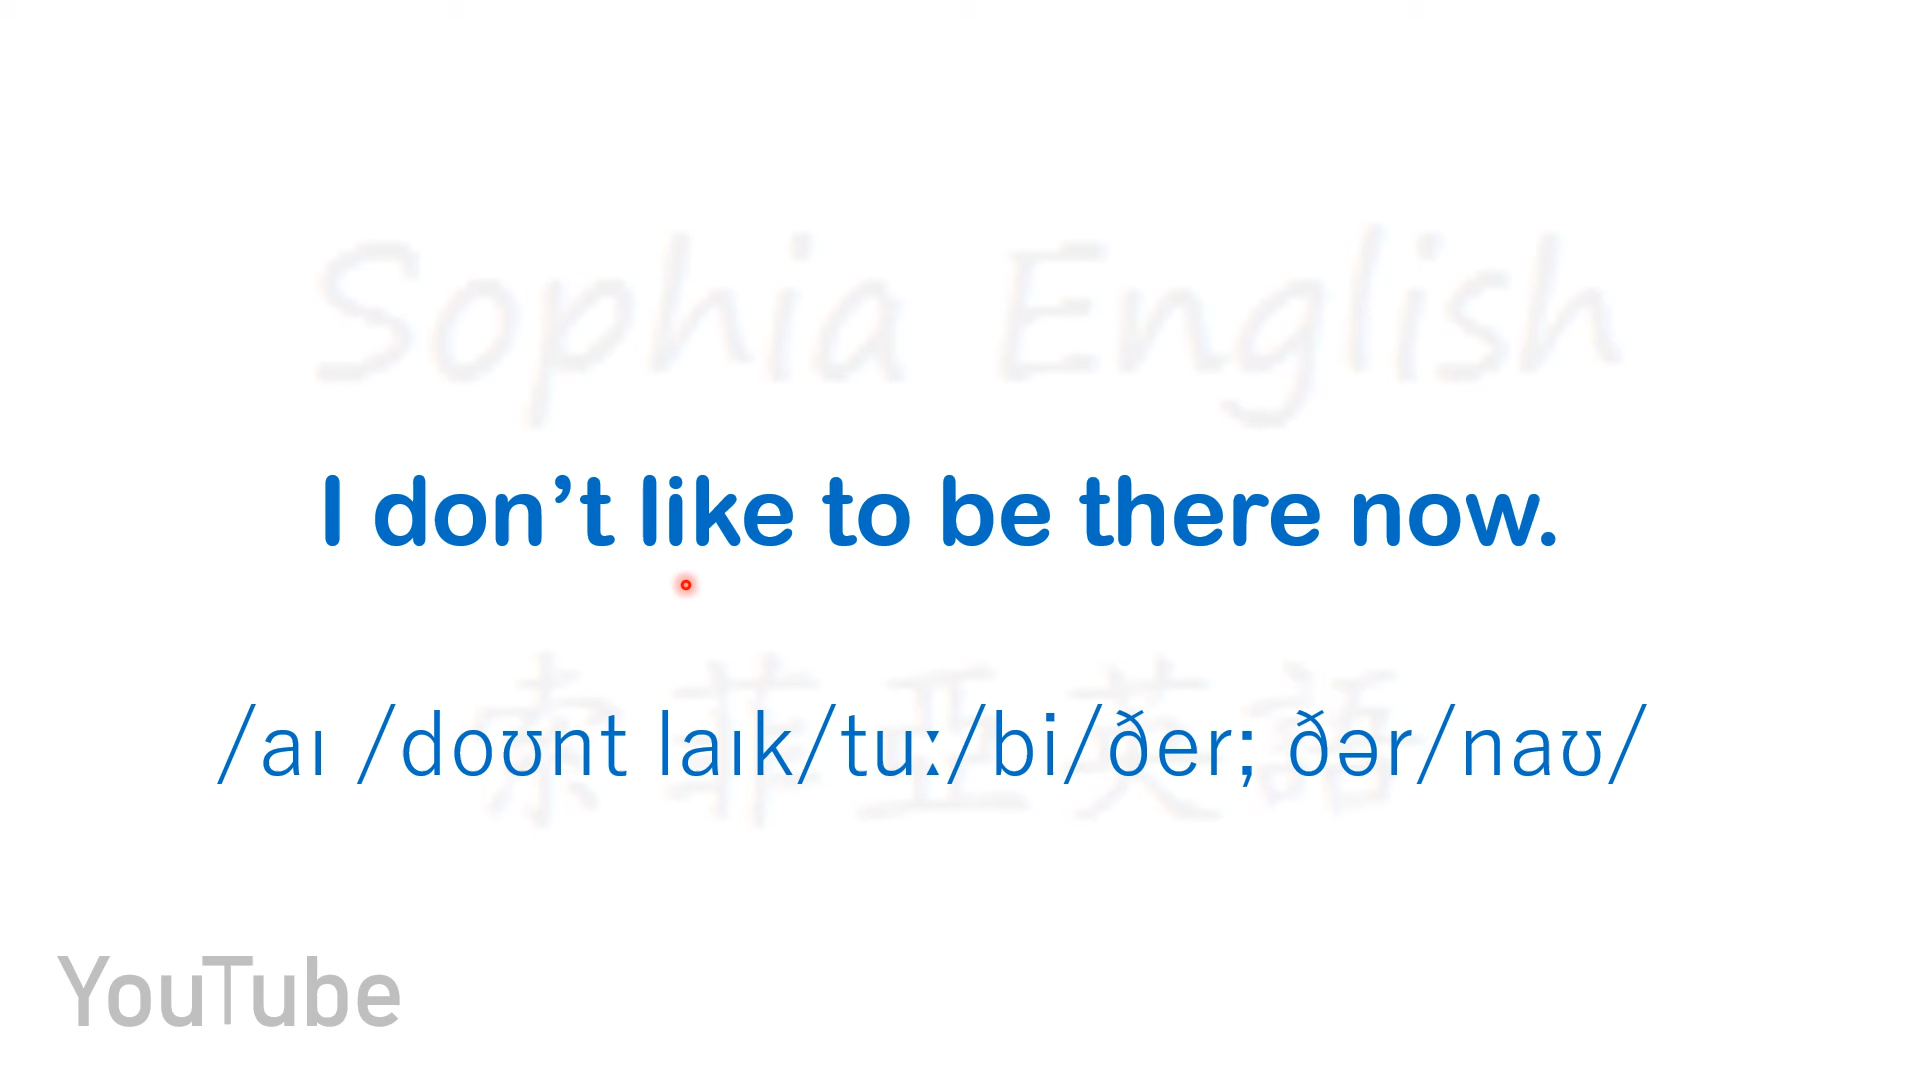 Sophia English
I don’t like to be there now.
索菲亚英語
/aɪ /doʊnt laɪk/tuː/bi/ðer; ðər/naʊ/
YouTube